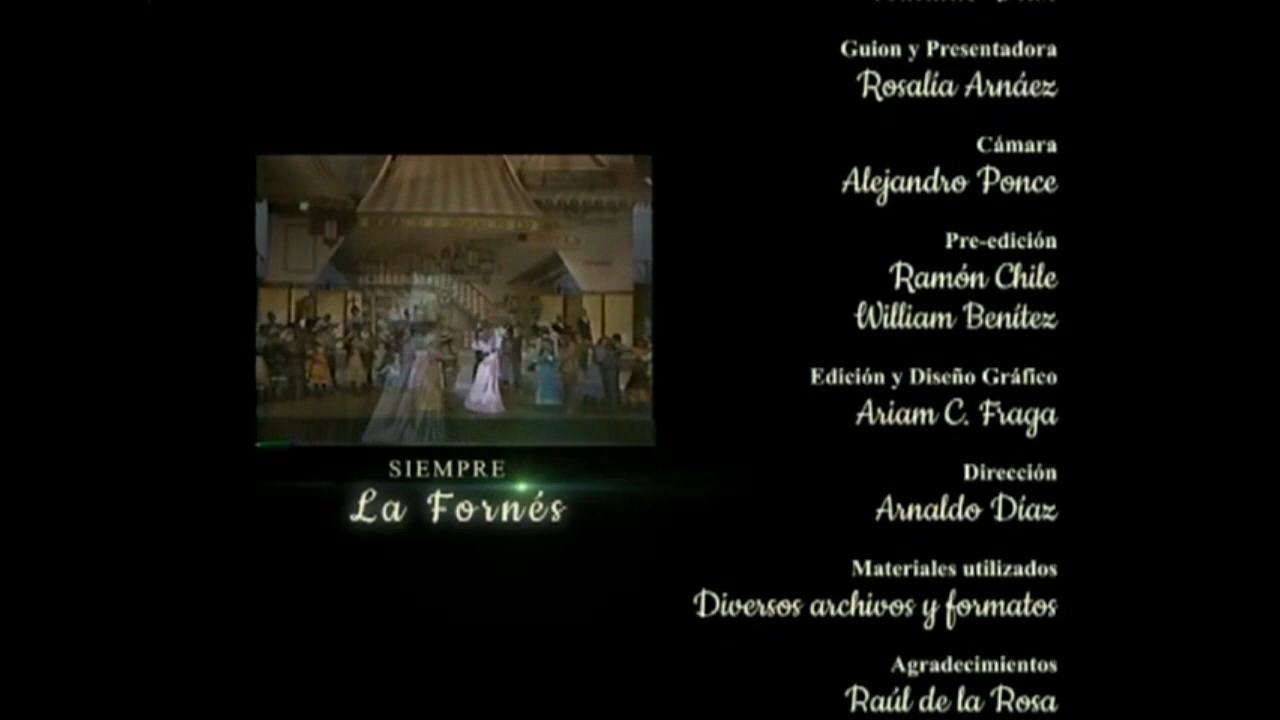 Guion y Presentadora
Rosalía Arnáez
Cámara
Alejandro Ponce
Pre-edición
Ramón Chile
William Benítez
Edición y Diseño Gráfico
Ariam C. Fraga
Dirección
Arnaldo Díaz
Materiales utilizados
Diversos archivos y formatos
Agradecimientos
Raúl de la Rosa
SIEMPRE
La Fornés